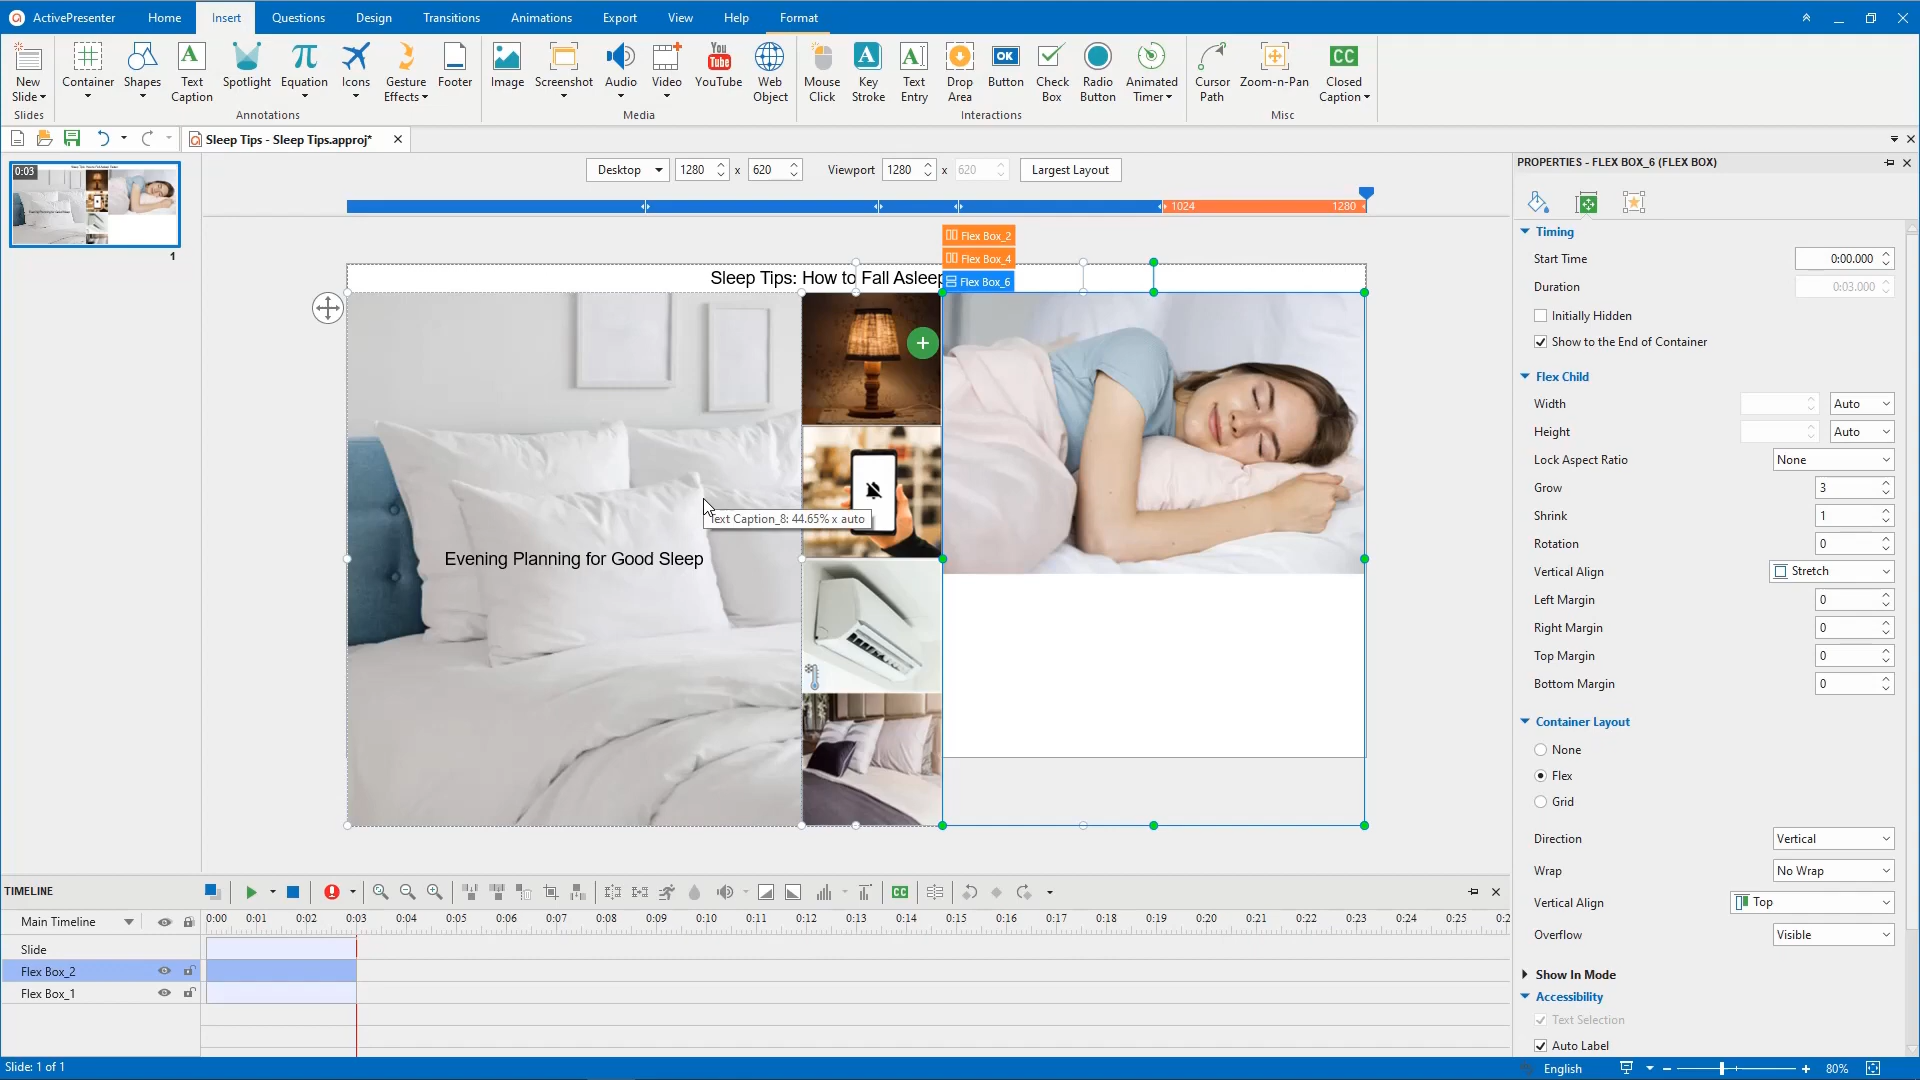 ActivePresenter Home Insert Questions Design Transitions Animations Export View Help Format
New Slide Container Shapes Text Caption Spotlight Equation Icons Gesture Effects Footer Image Screenshot Audio Video YouTube Web Object Mouse Click Key Stroke Text Entry Drop Area Button Check Box Radio Button Animated Timer Cursor Path Zoom-n-Pan Closed Caption
Slides Annotations Media Interactions Misc
Sleep Tips - Sleep Tips.approj*
0:03
1
Desktop 1280 x 620 Viewport 1280 x 620 Largest Layout
1024 1280
Flex Box_2
Flex Box_4
Flex Box_6
Sleep Tips: How to Fall Asleep
Text Caption_8: 44.65% x auto
Evening Planning for Good Sleep
PROPERTIES - FLEX BOX_6 (FLEX BOX)
Timing
Start Time 0:00.000
Duration 0:03.000
Initially Hidden
Show to the End of Container
Flex Child
Width Auto
Height Auto
Lock Aspect Ratio None
Grow 3
Shrink 1
Rotation 0
Vertical Align Stretch
Left Margin 0
Right Margin 0
Top Margin 0
Bottom Margin 0
Container Layout
None
Flex
Grid
Direction Vertical
Wrap No Wrap
Vertical Align Top
Overflow Visible
Show In Mode
Accessibility
Text Selection
Auto Label
TIMELINE
Main Timeline 0:00 0:01 0:02 0:03 0:04 0:05 0:06 0:07 0:08 0:09 0:10 0:11 0:12 0:13 0:14 0:15 0:16 0:17 0:18 0:19 0:20 0:21 0:22 0:23 0:24 0:25
Slide
Flex Box_2
Flex Box_1
Slide: 1 of 1 English 80%